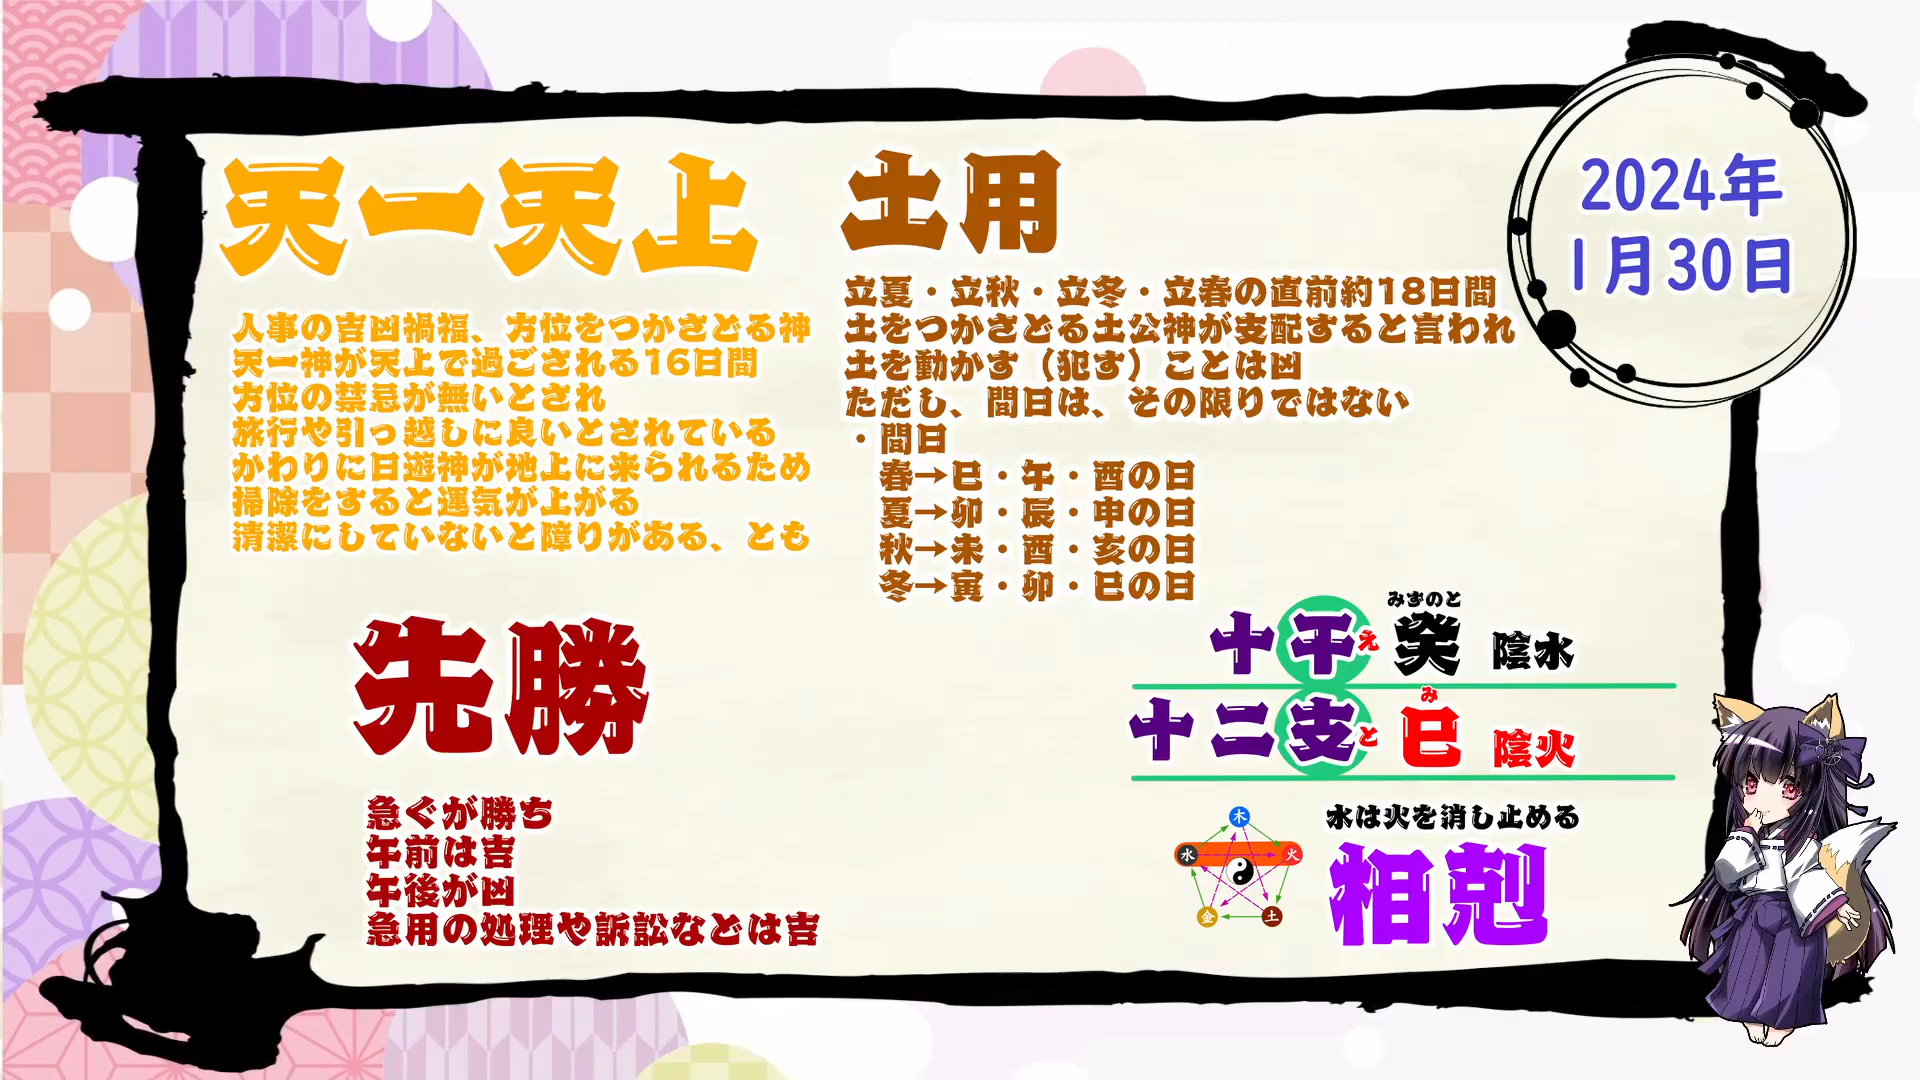 2024年
1月30日
天一天上
人事の吉凶禍福、方位をつかさどる神
天一神が天上で過ごされる16日間
方位の禁忌が無いとされ
旅行や引っ越しに良いとされている
かわりに日遊神が地上に来られるため
掃除をすると運気が上がる
清潔にしていないと障りがある、とも
土用
立夏・立秋・立冬・立春の直前約18日間
土をつかさどる土公神が支配すると言われ
土を動かす（犯す）ことは凶
ただし、間日は、その限りではない
・間日
春→巳・午・酉の日
夏→卯・辰・申の日
秋→未・酉・亥の日
冬→寅・卯・巳の日
先勝
急ぐが勝ち
午前は吉
午後が凶
急用の処理や訴訟などは吉
みずのと
十干え癸 陰水
み
十二支と巳 陰火
水は火を消し止める
相剋
木
水
火
金
土